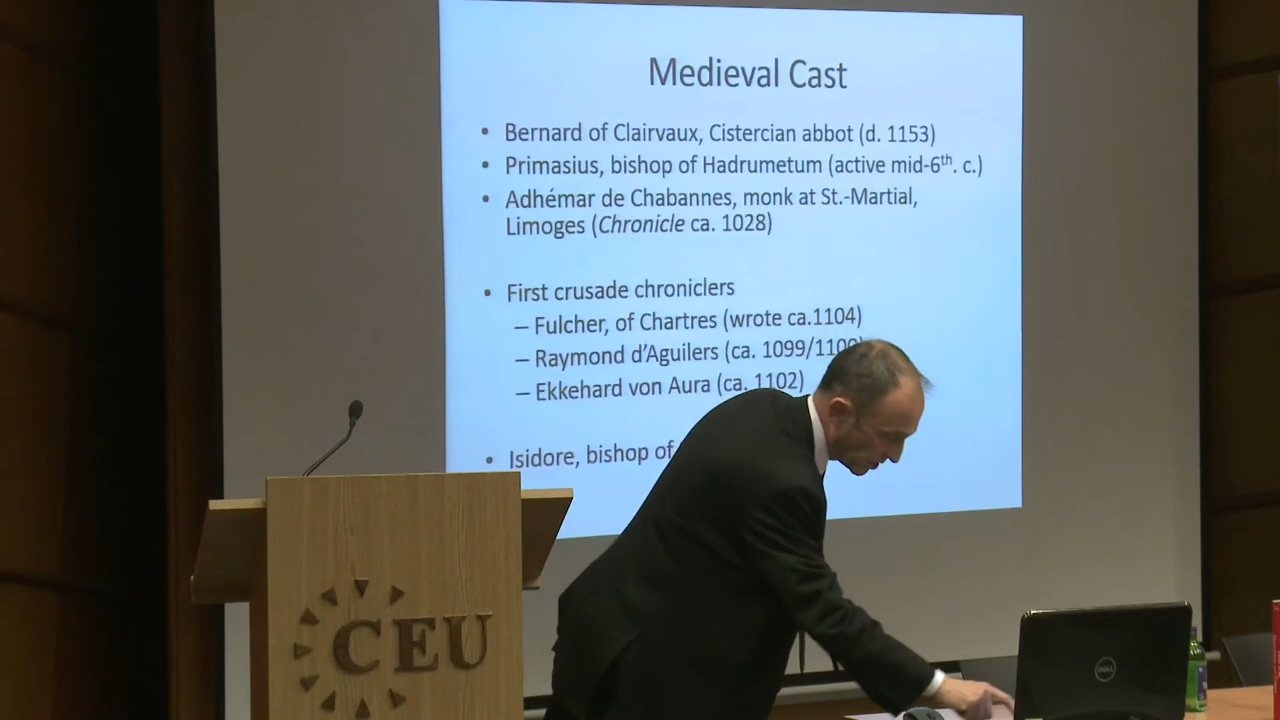 Medieval Cast
• Bernard of Clairvaux, Cistercian abbot (d. 1153)
• Primasius, bishop of Hadrumetum (active mid-6th. c.)
• Adhémar de Chabannes, monk at St.-Martial,
Limoges (Chronicle ca. 1028)
• First crusade chroniclers
– Fulcher, of Chartres (wrote ca.1104)
– Raymond d'Aguilers (ca. 1099/1100)
– Ekkehard von Aura (ca. 1102)
• Isidore, bishop of
CEU
DELL